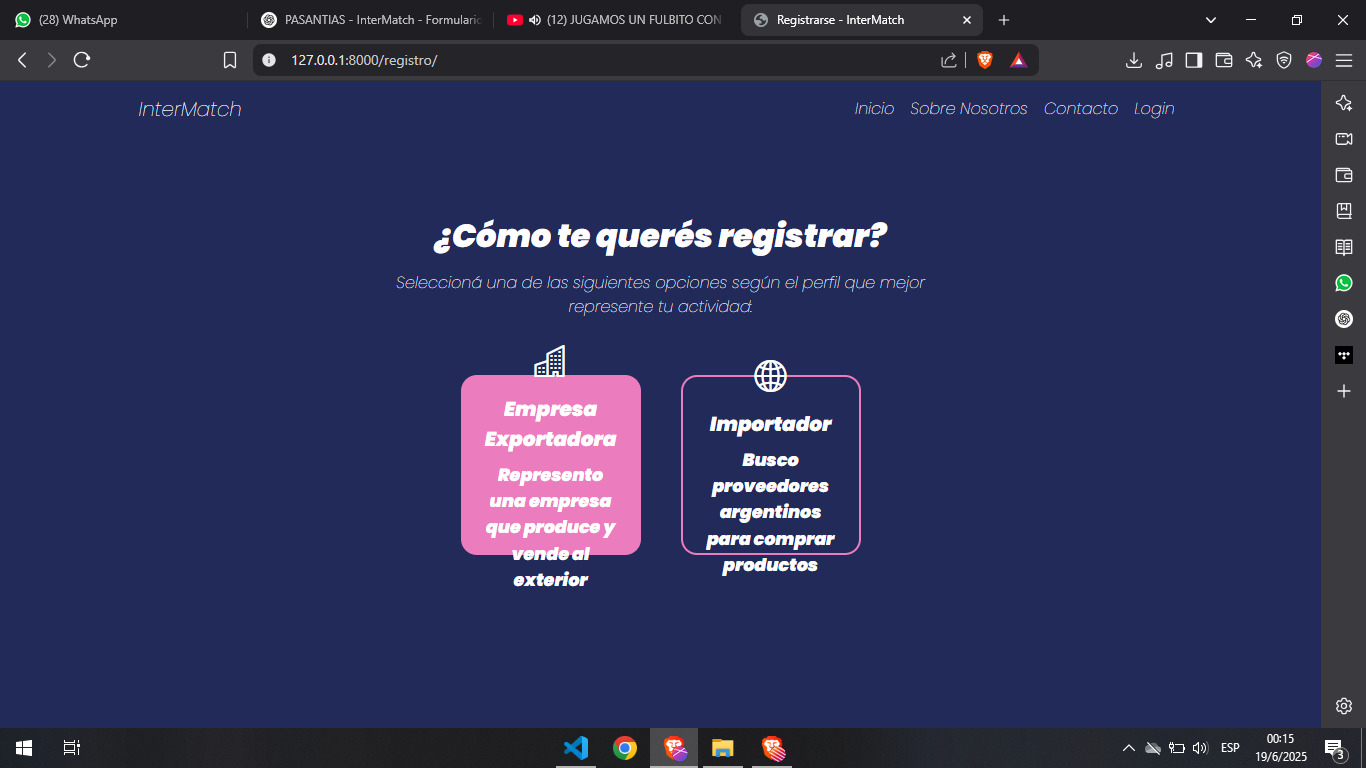 (28) WhatsApp
PASANTIAS - InterMatch - Formulario
(12) JUGAMOS UN FULBITO CON
Registrarse - InterMatch
127.0.0.1:8000/registro/
InterMatch
Inicio Sobre Nosotros Contacto Login
¿Cómo te querés registrar?
Seleccioná una de las siguientes opciones según el perfil que mejor
represente tu actividad:
Empresa
Exportadora
Represento
una empresa
que produce y
vende al
exterior
Importador
Busco
proveedores
argentinos
para comprar
productos
ESP
00:15
19/6/2025
3